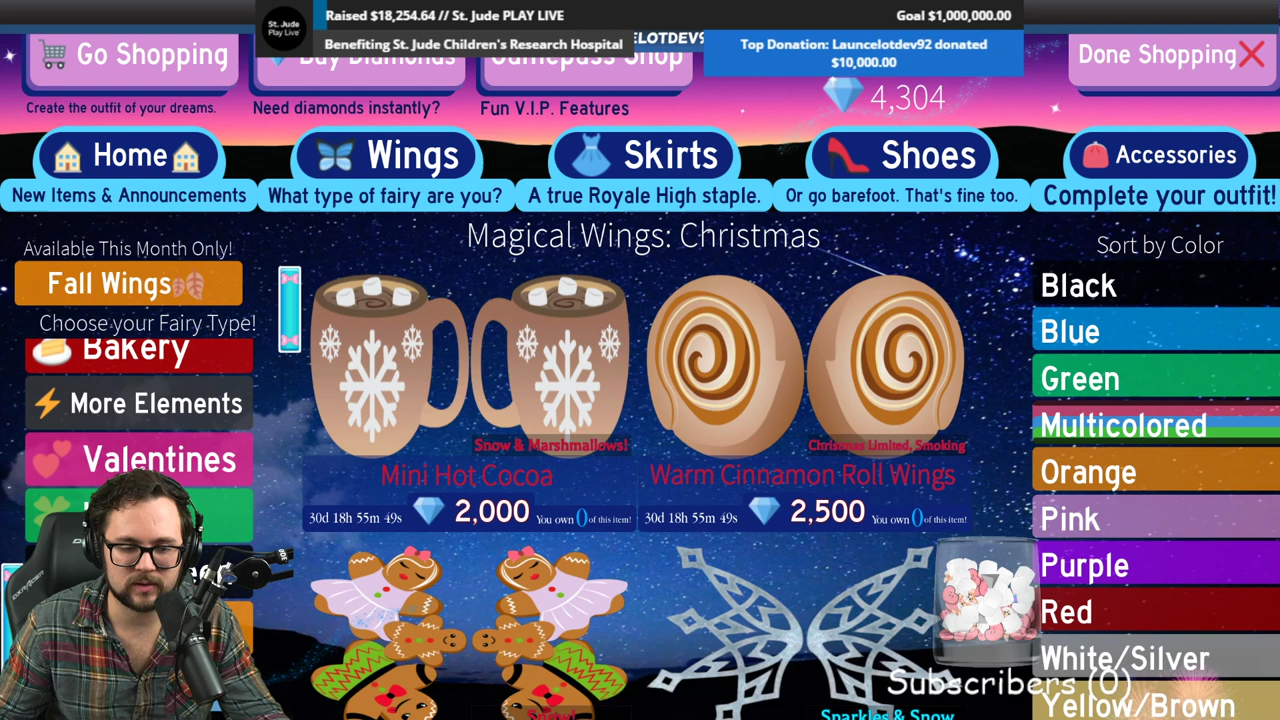 St. Jude
PLAY LIVE
Raised $18,254.64 // St. Jude PLAY LIVE
Goal $1,000,000.00
Benefiting St. Jude Children's Research Hospital
Top Donation: Launcelotdev92 donated
$10,000.00
Go Shopping
Buy Diamonds
Gamepass Shop
Done Shopping
Create the outfit of your dreams.
Need diamonds instantly?
Fun V.I.P. Features
4,304
Home
Wings
Skirts
Shoes
Accessories
New Items & Announcements
What type of fairy are you?
A true Royale High staple.
Or go barefoot. That's fine too.
Complete your outfit!
Magical Wings: Christmas
Available This Month Only!
Fall Wings
Choose your Fairy Type!
Bakery
More Elements
Valentines
Snow & Marshmallows!
Mini Hot Cocoa
30d 18h 55m 49s
2,000
You own 0 of this item!
Christmas Limited, Smoking
Warm Cinnamon Roll Wings
30d 18h 55m 49s
2,500
You own 0 of this item!
Snow!
Sparkles & Snow
Sort by Color
Black
Blue
Green
Multicolored
Orange
Pink
Purple
Red
White/Silver
Yellow/Brown
Subscribers (0)